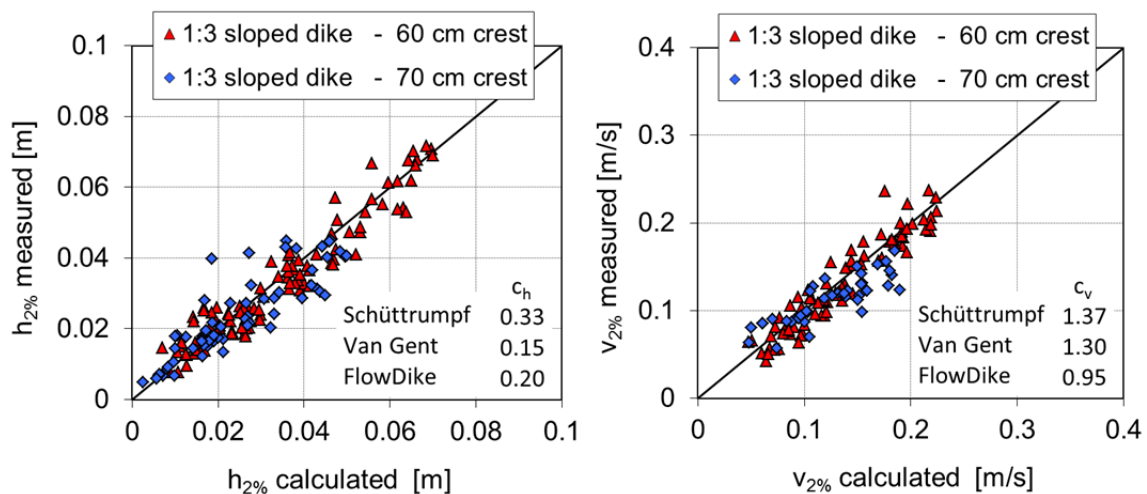 1:3 sloped dike - 60 cm crest
1:3 sloped dike - 70 cm crest
h2% measured [m]
0.1
0.08
0.06
0.04
0.02
0
ch
Schüttrumpf 0.33
Van Gent 0.15
FlowDike 0.20
0 0.02 0.04 0.06 0.08 0.1
h2% calculated [m]
1:3 sloped dike - 60 cm crest
1:3 sloped dike - 70 cm crest
v2% measured [m/s]
0.4
0.3
0.2
0.1
0
cv
Schüttrumpf 1.37
Van Gent 1.30
FlowDike 0.95
0 0.1 0.2 0.3 0.4
v2% calculated [m/s]